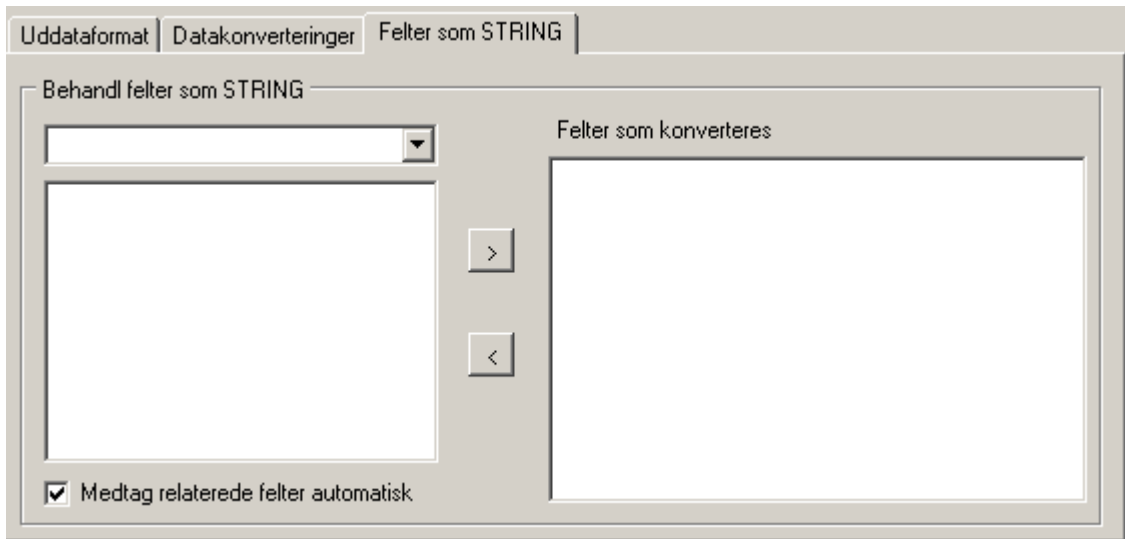 Uddataformat Datakonverteringer Felter som STRING
Behandl felter som STRING
Felter som konverteres
>
<
Medtag relaterede felter automatisk